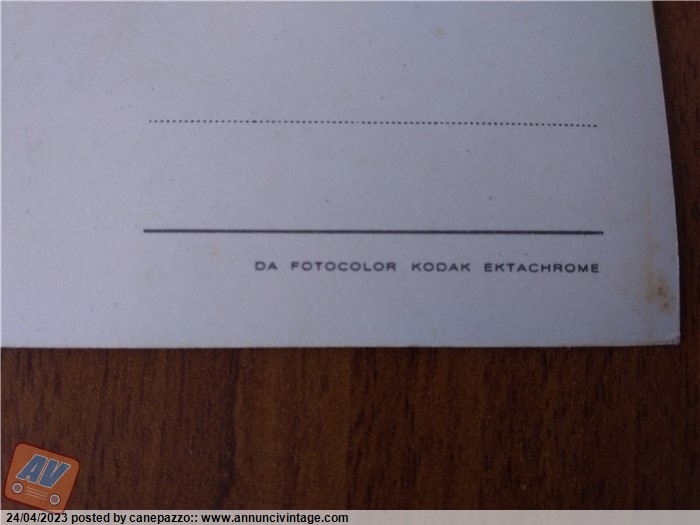 DA FOTOCOLOR KODAK EKTACHROME
AV
24/04/2023 posted by canepazzo:: www.annuncivintage.com